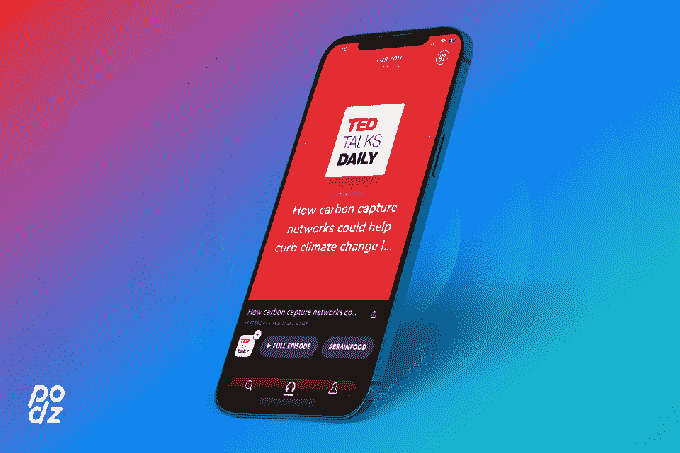 TED
TALKS
DAILY
How carbon capture
networks could help
curb climate change |...
How carbon capture networks co...
FULL EPISODE
#BRAINFOOD
podz